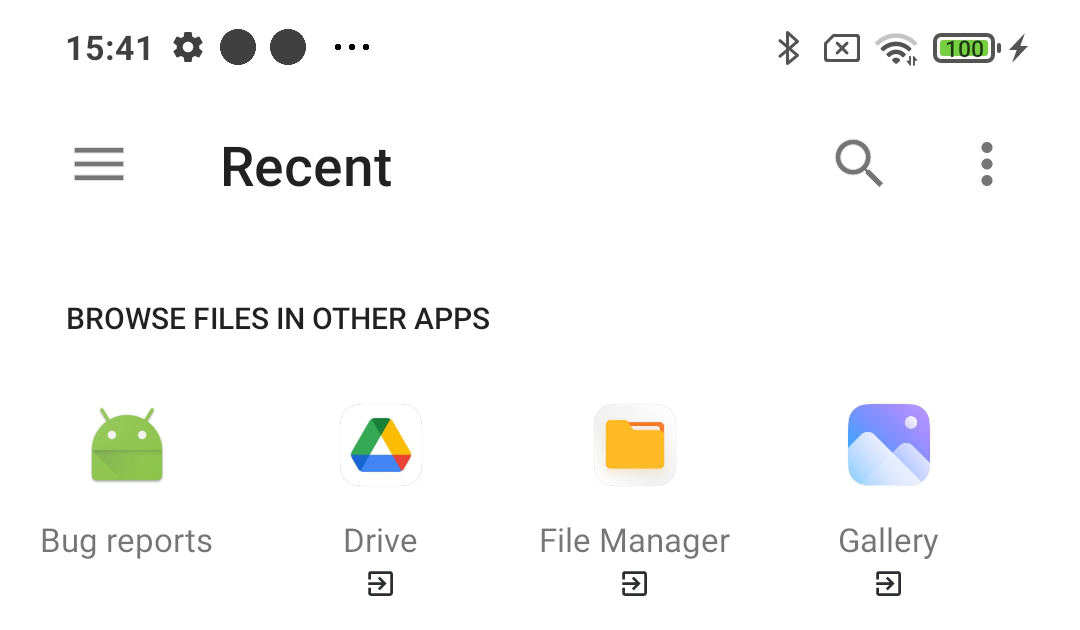 15:41
100
Recent
BROWSE FILES IN OTHER APPS
Bug reports
Drive
File Manager
Gallery